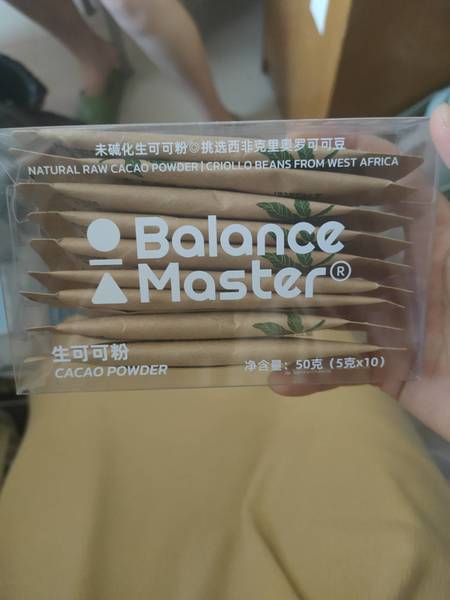 未碱化生可可粉◎挑选西非克里奥罗可可豆
NATURAL RAW CACAO POWDER | CRIOLLO BEANS FROM WEST AFRICA
Balance
Master®
生可可粉
CACAO POWDER
净含量：50克（5克x10）